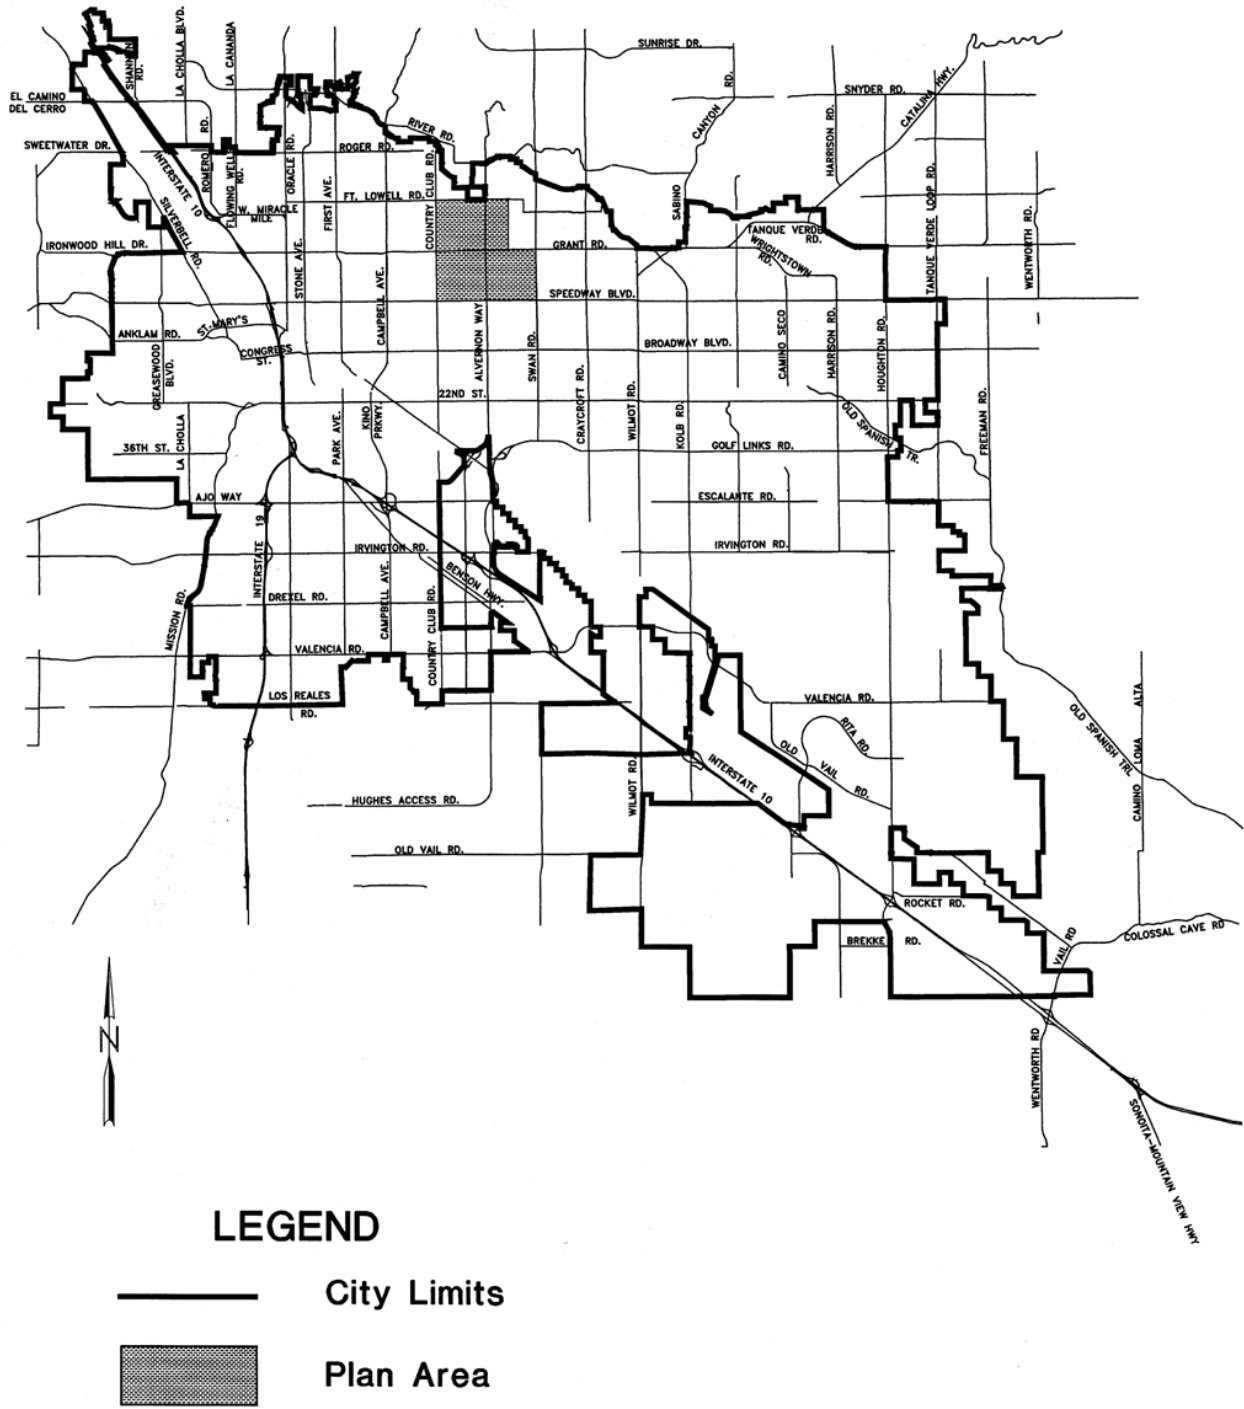 SUNRISE DR.
SHANNON
RD.
LA CHOLLA BLVD.
LA CANANDA
EL CAMINO
DEL CERRO
SNYDER RD.
CATALINA HWY.
CANYON
RD.
HARRISON RD.
RIVER RD.
SWEETWATER DR.
ROMERO
RD.
FLOWING WELLS
RD.
ORACLE RD.
ROGER RD.
FIRST AVE.
FT. LOWELL RD.
COUNTRY
CLUB RD.
INTERSTATE 10
SILVERBELL RD.
W. MIRACLE
MILE
SABINO
TANQUE VERDE
RD.
TANQUE VERDE LOOP RD.
WENTWORTH RD.
IRONWOOD HILL DR.
GRANT RD.
WRIGHTSTOWN
RD.
STONE AVE.
CAMPBELL AVE.
SPEEDWAY BLVD.
ANKLAM RD.
ST. MARY'S
CONGRESS
ST.
ALVERNON WAY
SWAN RD.
BROADWAY BLVD.
CAMINO SECO
HARRISON RD.
HOUGHTON RD.
GREASEWOOD
BLVD.
22ND ST.
LA CHOLLA
36TH ST.
PARK AVE.
KINO
PRKWY.
CRAYCROFT RD.
WILMOT RD.
KOLB RD.
GOLF LINKS RD.
OLD SPANISH
TR.
FREEMAN RD.
AJO WAY
ESCALANTE RD.
INTERSTATE 19
IRVINGTON RD.
IRVINGTON RD.
BENSON HWY.
DREXEL RD.
MISSION RD.
CAMPBELL AVE.
COUNTRY CLUB RD.
VALENCIA RD.
LOS REALES
RD.
VALENCIA RD.
RITA RD
OLD
VAIL
RD.
OLD SPANISH TRL
CAMINO LOMA ALTA
INTERSTATE 10
WILMOT RD.
HUGHES ACCESS RD.
OLD VAIL RD.
ROCKET RD.
BREKKE RD.
VAIL RD
COLOSSAL CAVE RD
N
WENTWORTH RD
SONOITA-MOUNTAIN VIEW HWY
LEGEND
City Limits
Plan Area